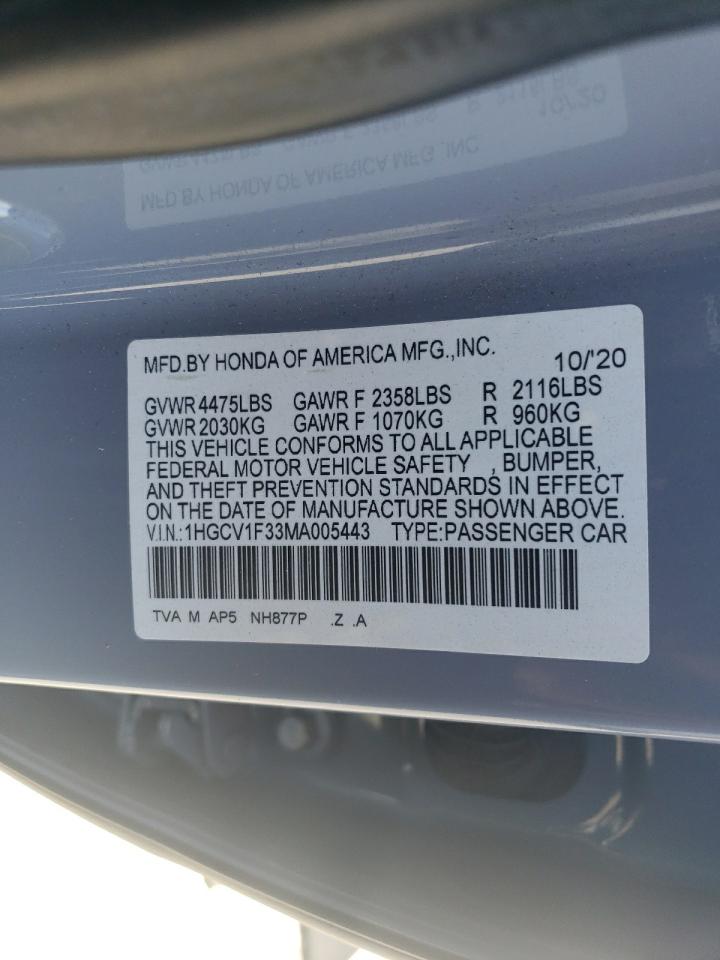 MFD.BY HONDA OF AMERICA MFG.,INC. 10/'20
GVWR 4475LBS GAWR F 2358LBS R 2116LBS
GVWR 2030KG GAWR F 1070KG R 960KG
THIS VEHICLE CONFORMS TO ALL APPLICABLE
FEDERAL MOTOR VEHICLE SAFETY , BUMPER,
AND THEFT PREVENTION STANDARDS IN EFFECT
ON THE DATE OF MANUFACTURE SHOWN ABOVE.
V.I.N.:1HGCV1F33MA005443 TYPE:PASSENGER CAR
TVA M AP5 NH877P .Z .A